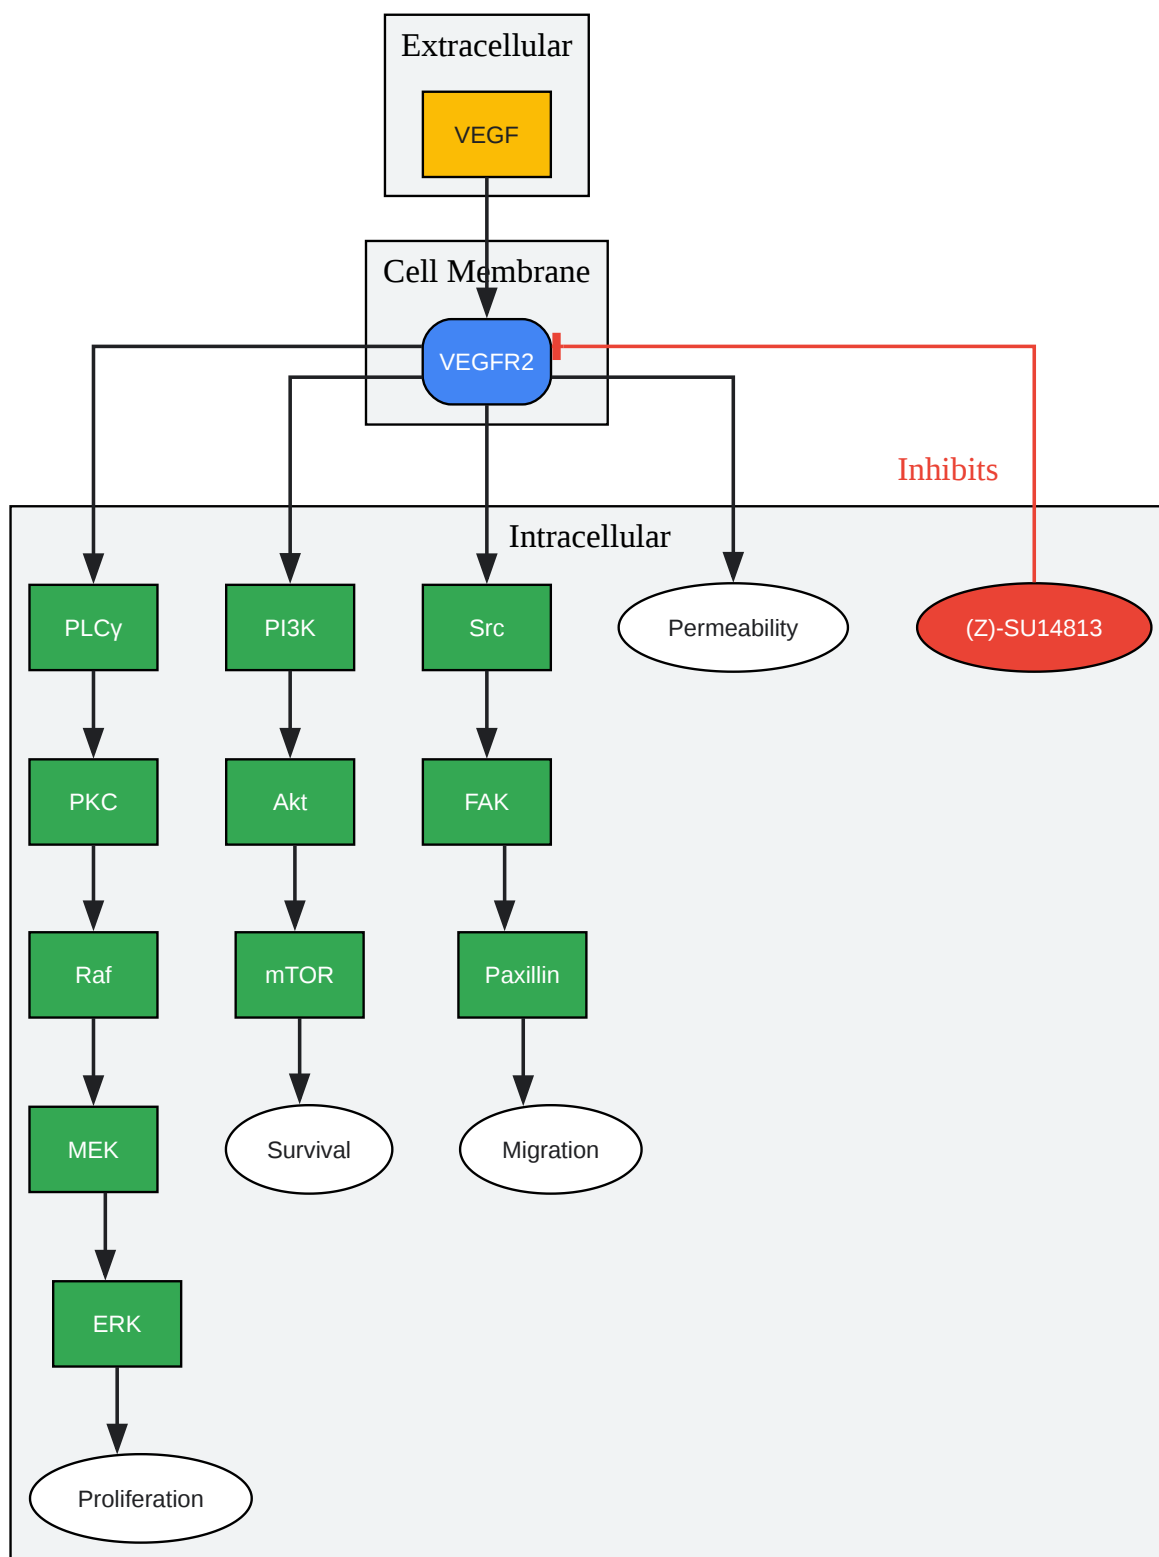 Extracellular
VEGF
Cell Membrane
VEGFR2
Inhibits
Intracellular
PLCγ
PI3K
Src
Permeability
(Z)-SU14813
PKC
Akt
FAK
Raf
mTOR
Paxillin
MEK
Survival
Migration
ERK
Proliferation